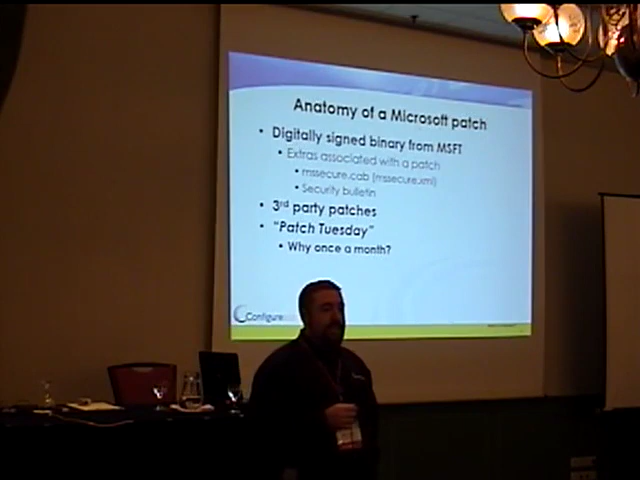 Anatomy of a Microsoft patch
• Digitally signed binary from MSFT
• Extras associated with a patch
• mssecure.cab (mssecure.xml)
• Security bulletin
• 3rd party patches
• "Patch Tuesday"
• Why once a month?
Configure